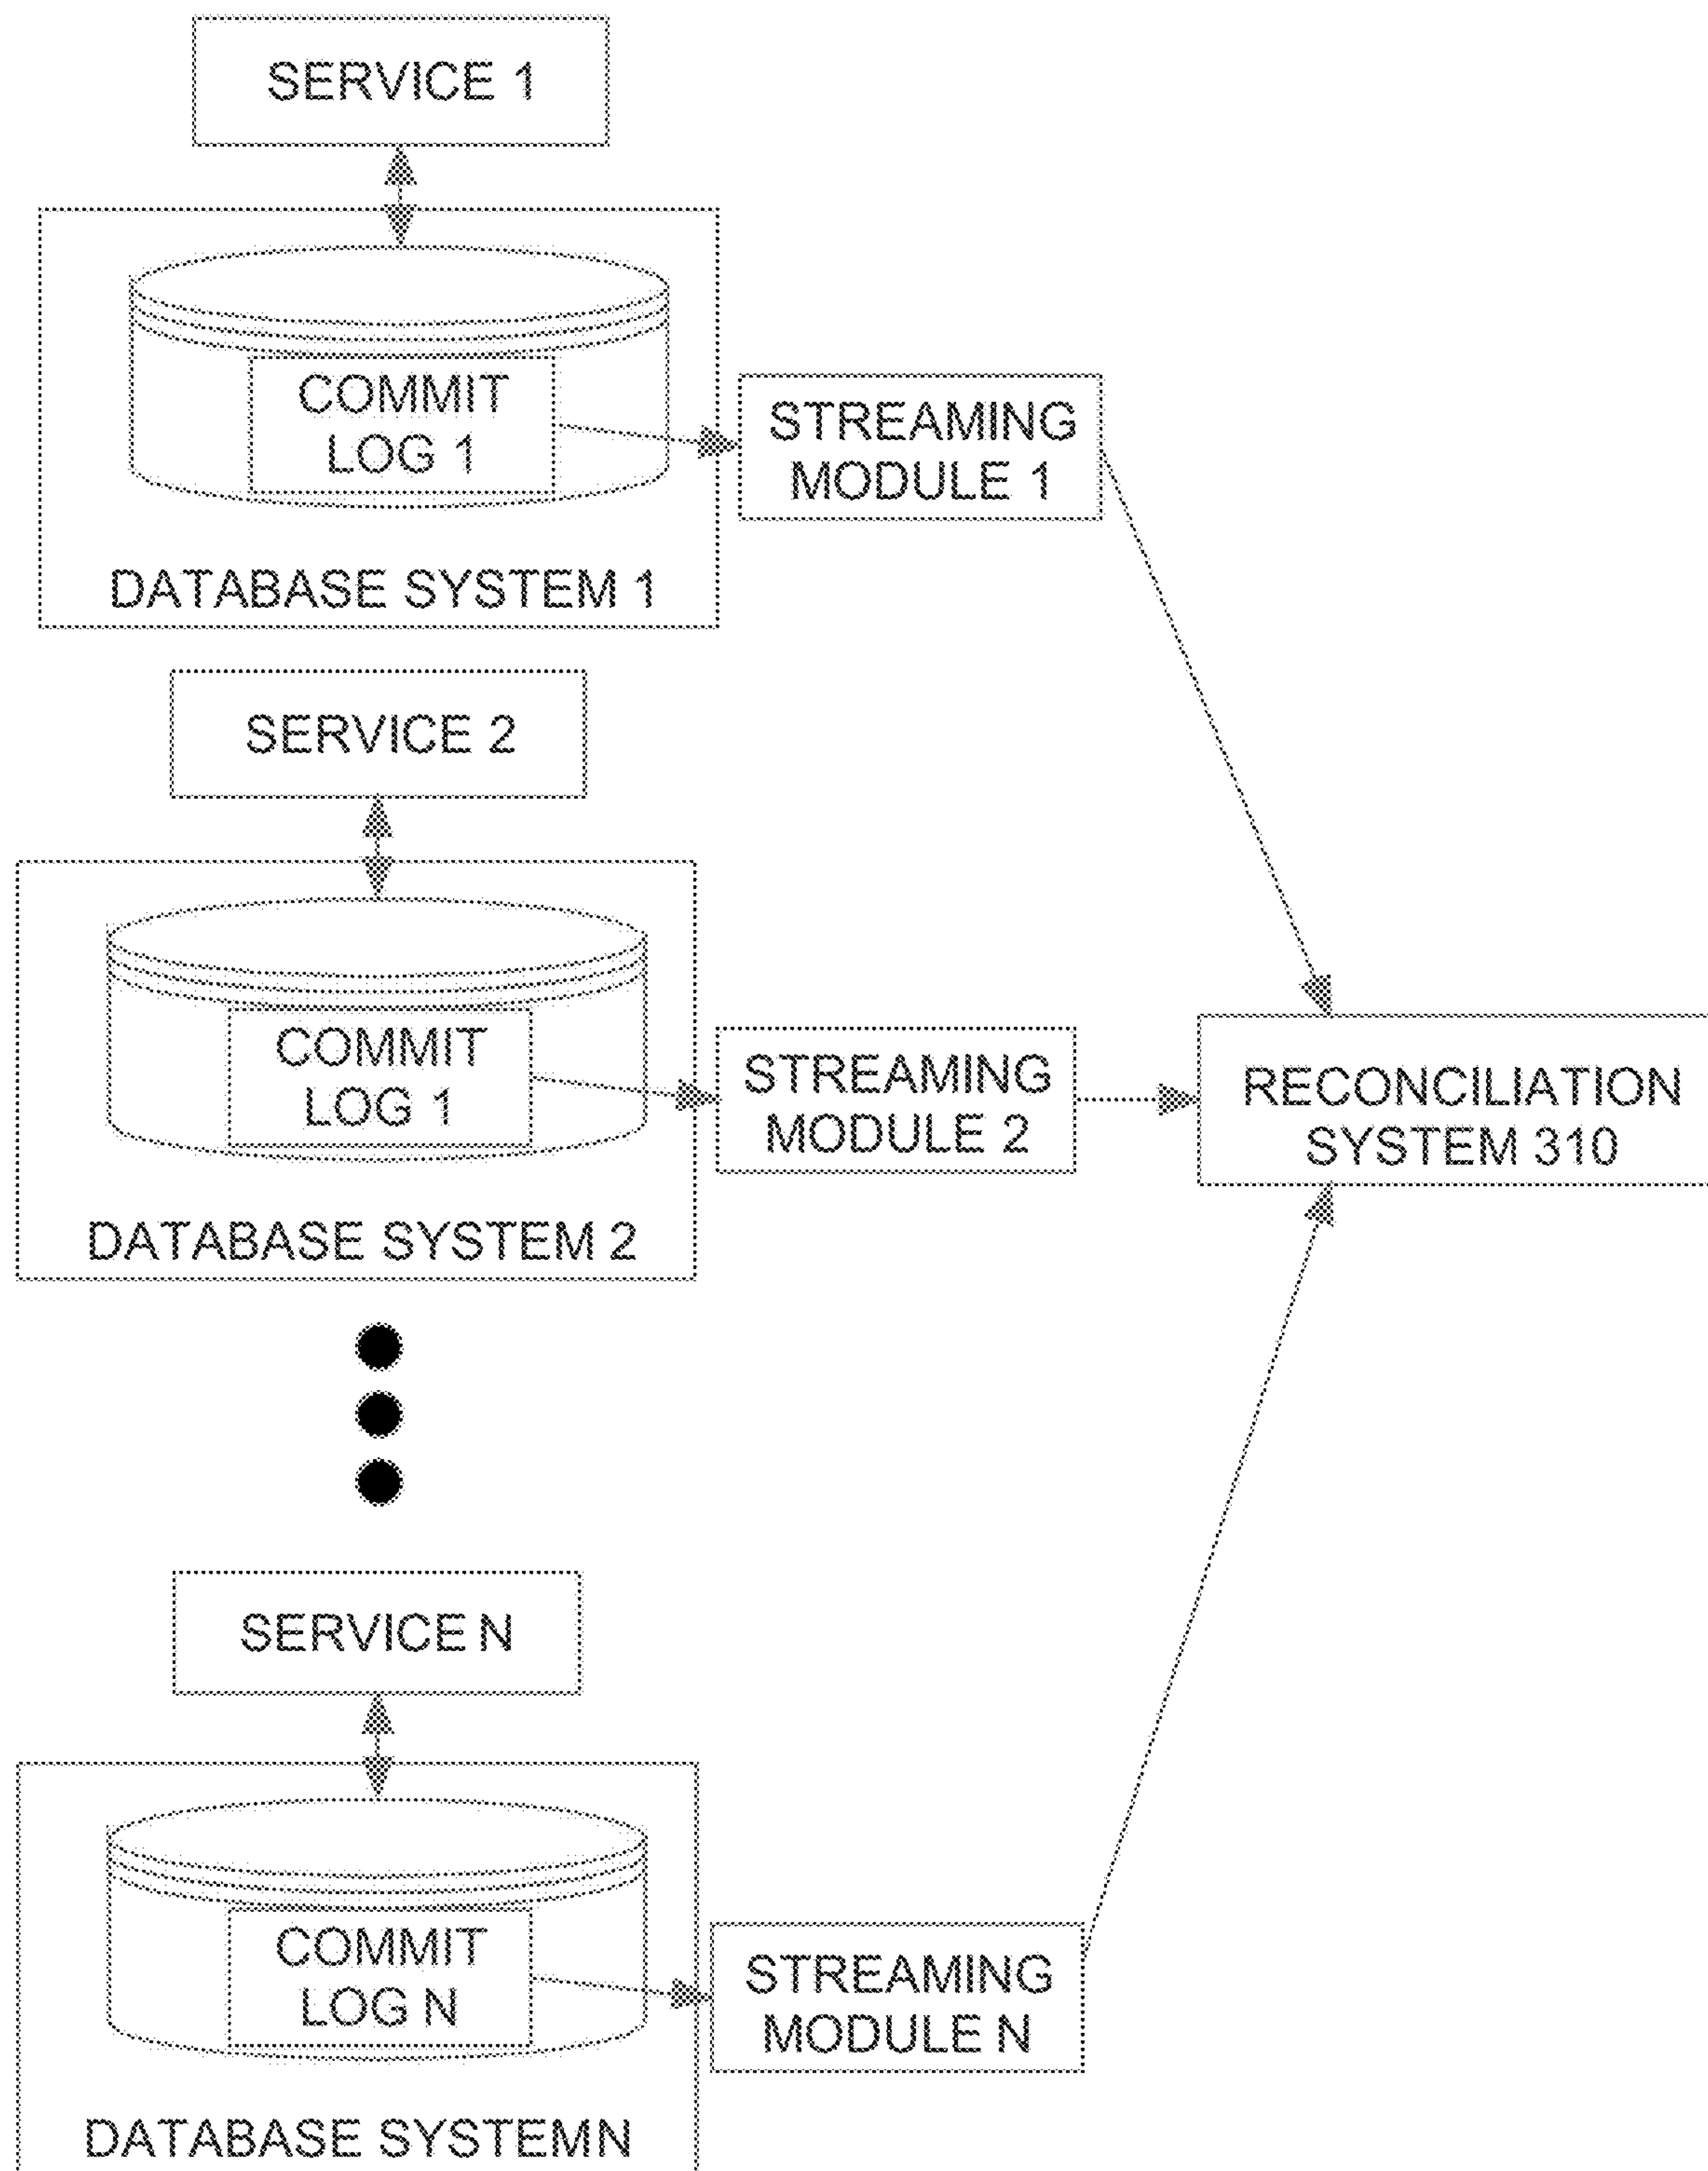 SERVICE 1
COMMIT
LOG 1
DATABASE SYSTEM 1
STREAMING
MODULE 1
SERVICE 2
COMMIT
LOG 1
DATABASE SYSTEM 2
STREAMING
MODULE 2
RECONCILIATION
SYSTEM 310
SERVICE N
COMMIT
LOG N
DATABASE SYSTEMN
STREAMING
MODULE N